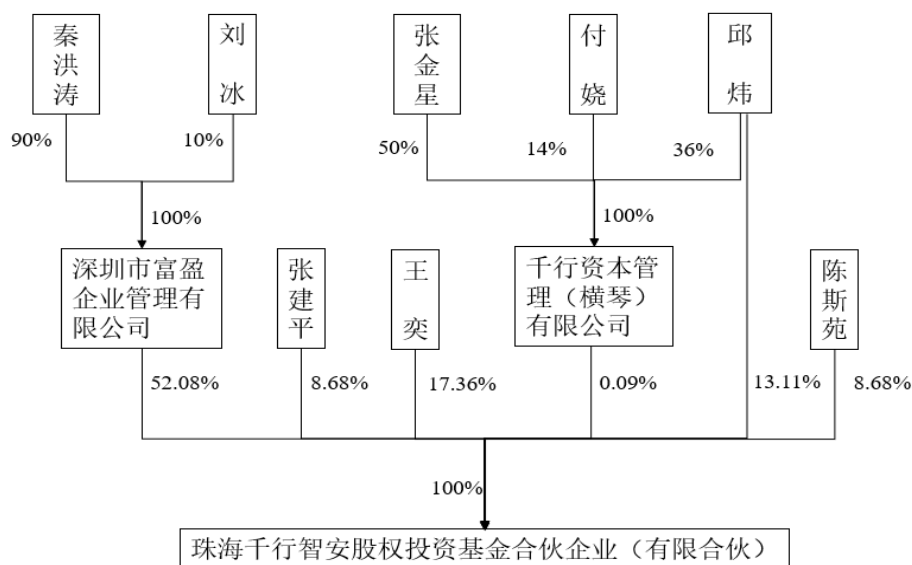 秦洪涛
刘冰
张金星
付娆
邱炜
90%
10%
50%
14%
36%
100%
100%
深圳市富盈
企业管理有
限公司
张建平
王奕
千行资本管
理（横琴）
有限公司
陈斯苑
52.08%
8.68%
17.36%
0.09%
13.11%
8.68%
100%
珠海千行智安股权投资基金合伙企业（有限合伙）